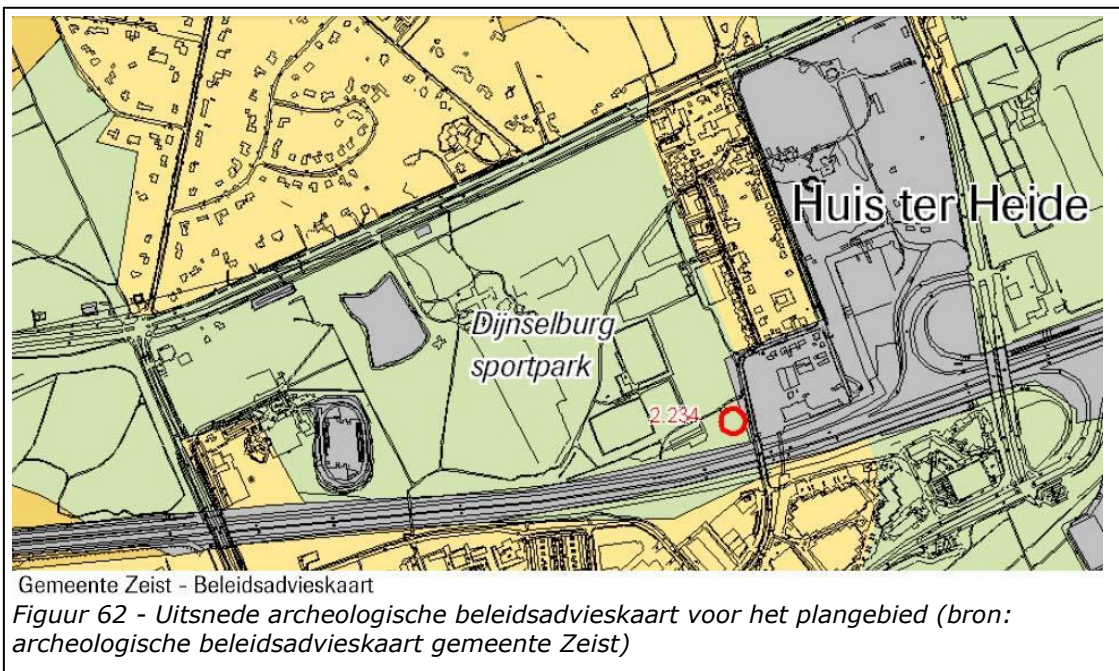 Huis ter Heide
Dijnselburg
sportpark
2.234
Gemeente Zeist - Beleidsadvieskaart
Figuur 62 - Uitsnede archeologische beleidsadvieskaart voor het plangebied (bron:
archeologische beleidsadvieskaart gemeente Zeist)